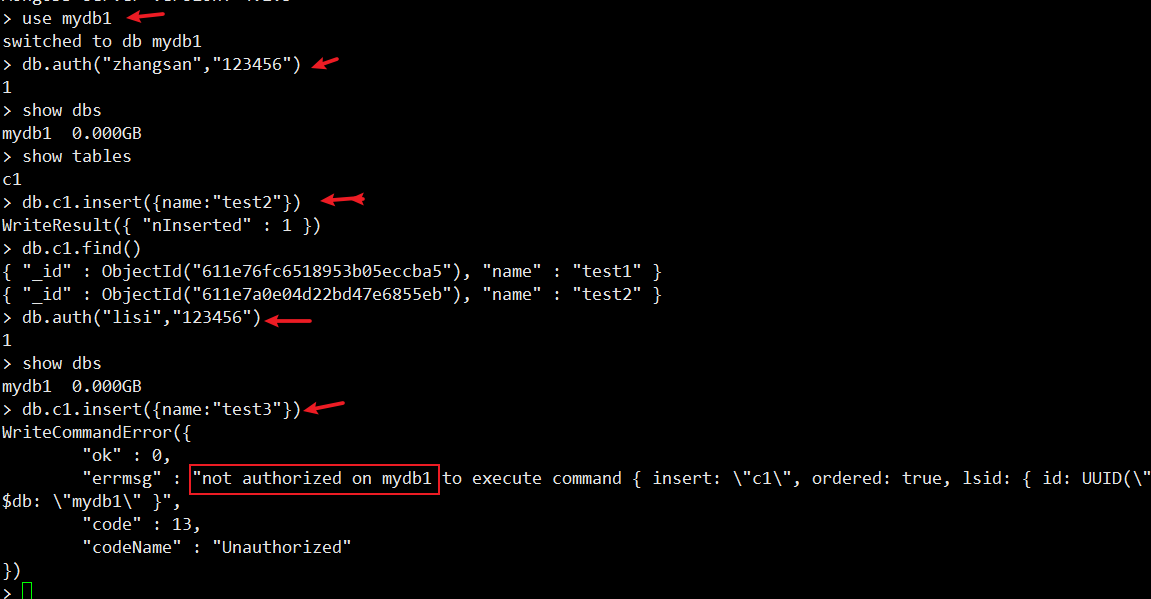 > use mydb1
switched to db mydb1
> db.auth("zhangsan","123456")
1
> show dbs
mydb1  0.000GB
> show tables
c1
> db.c1.insert({name:"test2"})
WriteResult({ "nInserted" : 1 })
> db.c1.find()
{ "_id" : ObjectId("611e76fc6518953b05eccba5"), "name" : "test1" }
{ "_id" : ObjectId("611e7a0e04d22bd47e6855eb"), "name" : "test2" }
> db.auth("lisi","123456")
1
> show dbs
mydb1  0.000GB
> db.c1.insert({name:"test3"})
WriteCommandError({
        "ok" : 0,
        "errmsg" : "not authorized on mydb1 to execute command { insert: \"c1\", ordered: true, lsid: { id: UUID(\"
$db: \"mydb1\" }",
        "code" : 13,
        "codeName" : "Unauthorized"
})
>